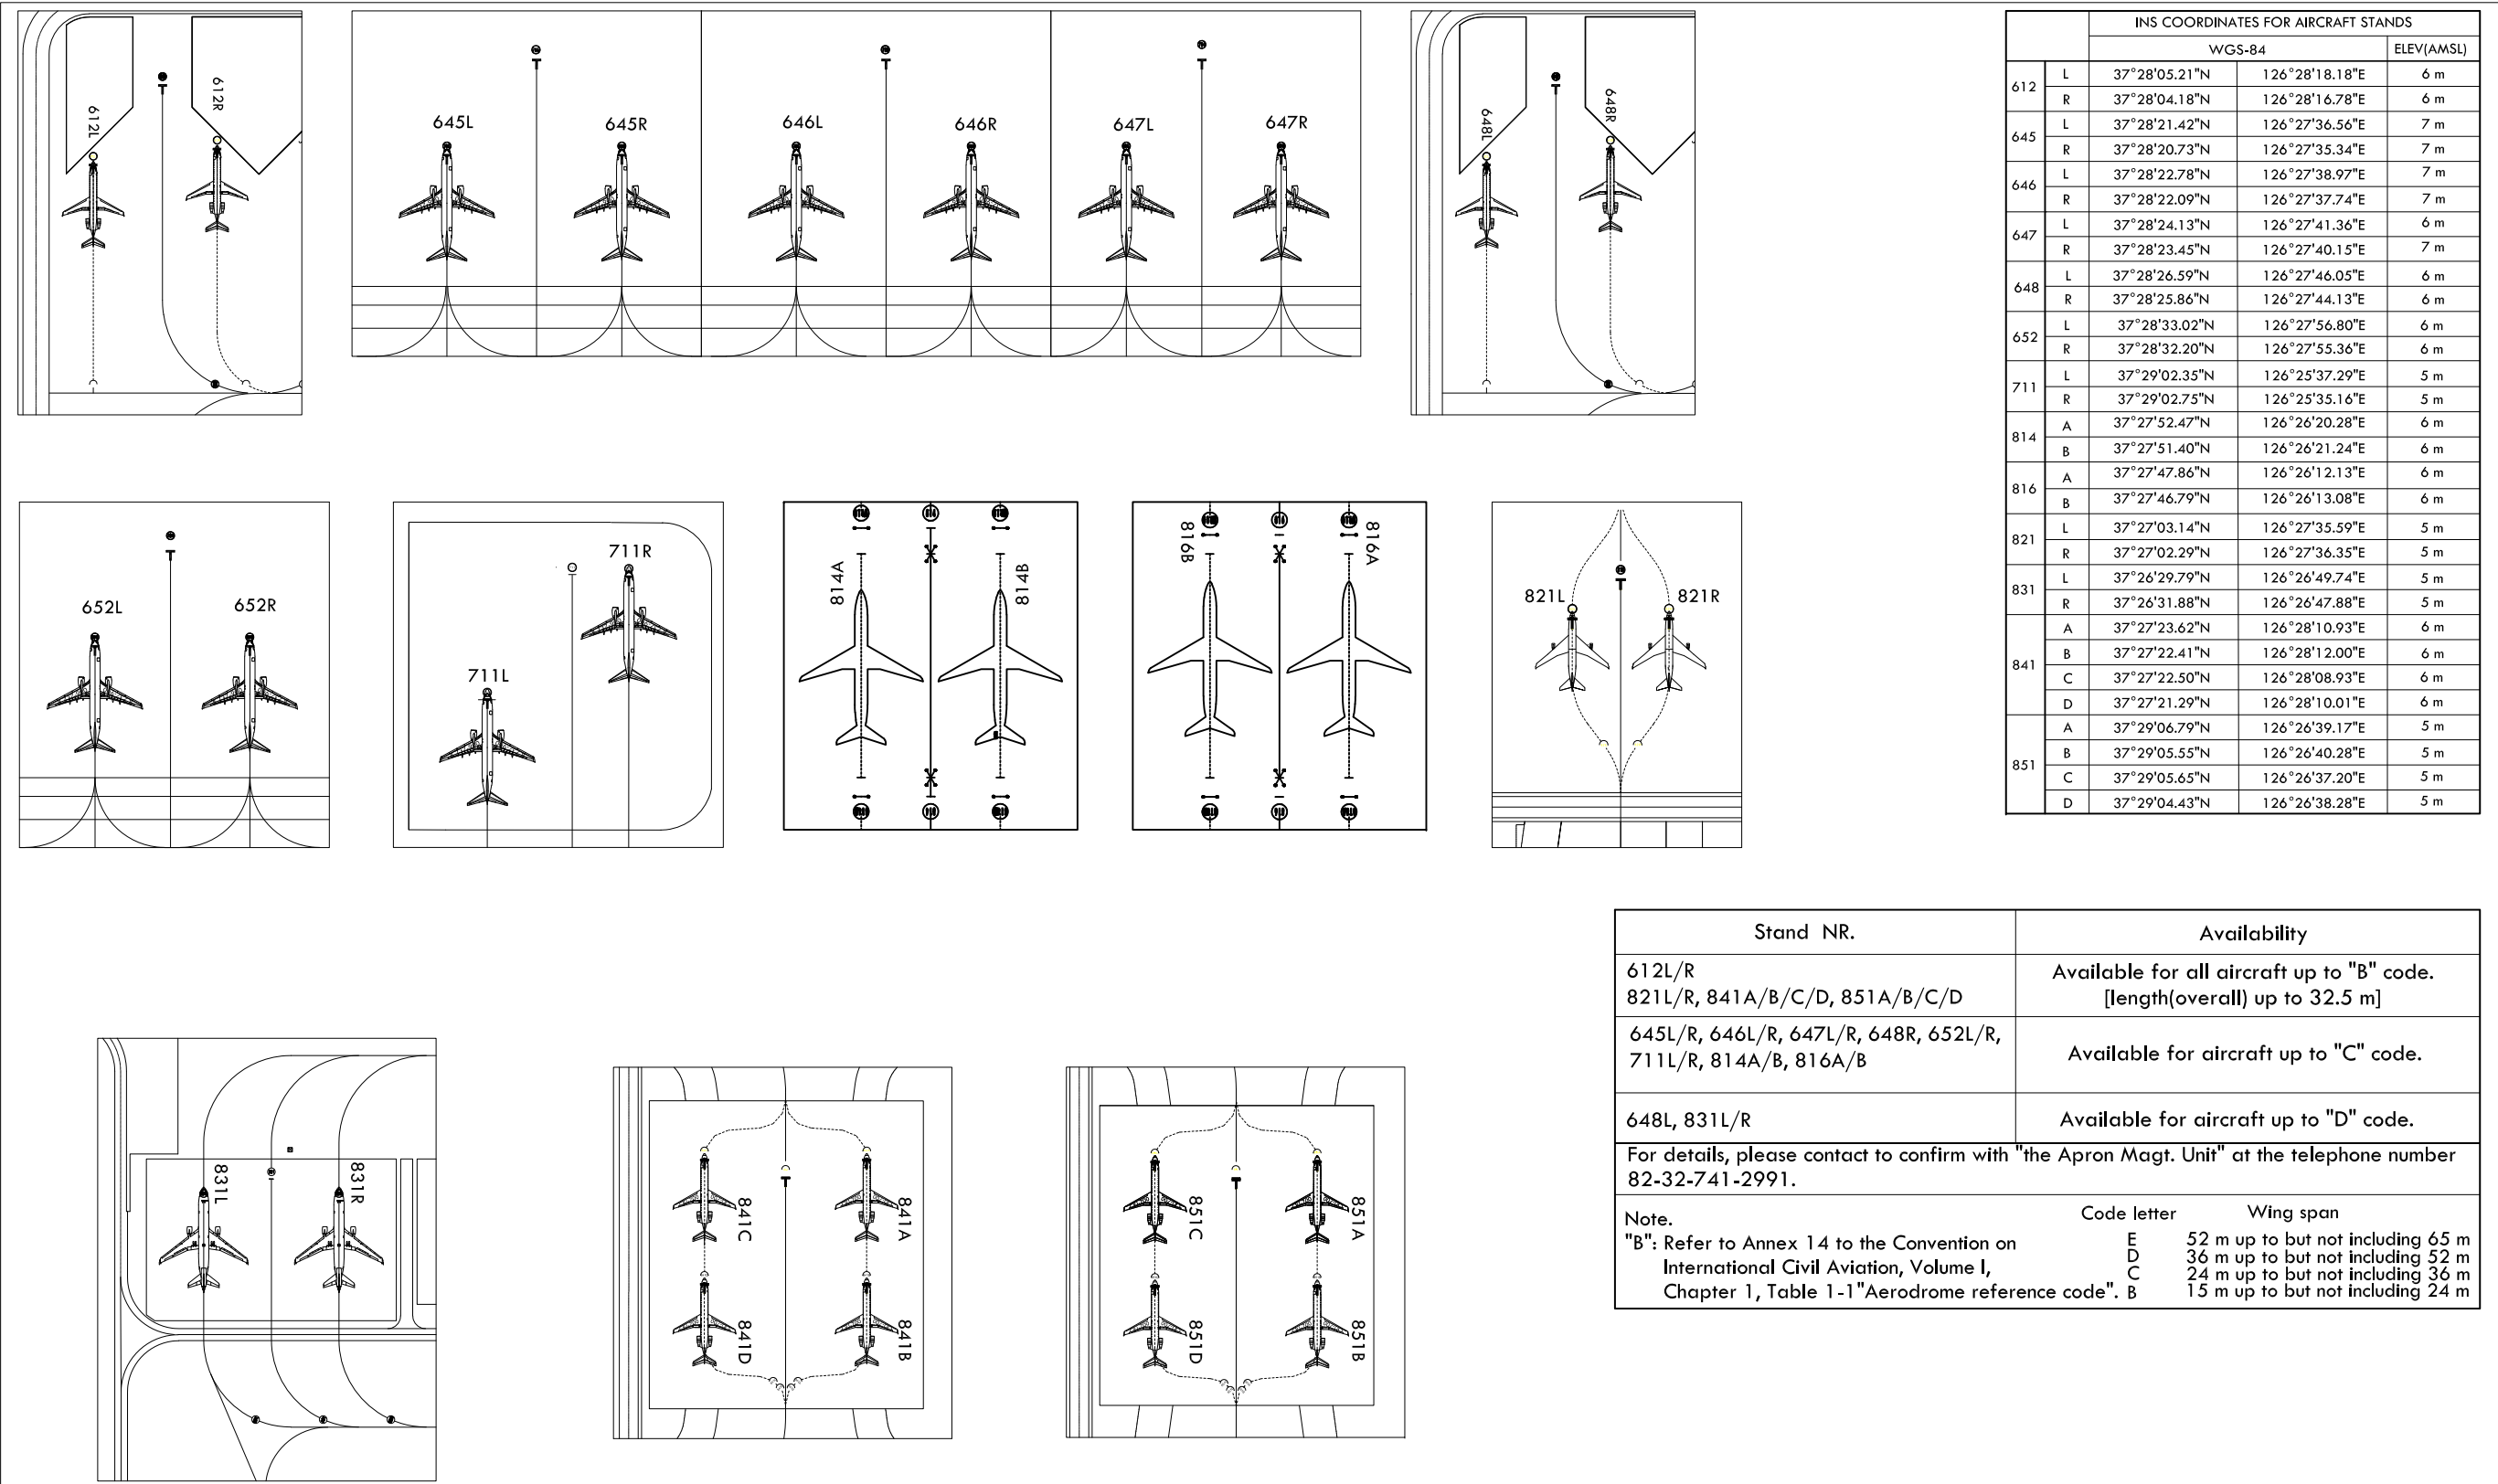 612L
612R
645L
645R
646L
646R
647L
647R
648L
648R
652L
652R
711L
711R
814A
814B
816B
816A
821L
821R
831L
831R
841C
841A
841D
841B
851C
851A
851D
851B
INS COORDINATES FOR AIRCRAFT STANDS
WGS-84 ELEV(AMSL)
612 L 37°28'05.21"N 126°28'18.18"E 6 m
R 37°28'04.18"N 126°28'16.78"E 6 m
645 L 37°28'21.42"N 126°27'36.56"E 7 m
R 37°28'20.73"N 126°27'35.34"E 7 m
646 L 37°28'22.78"N 126°27'38.97"E 7 m
R 37°28'22.09"N 126°27'37.74"E 7 m
647 L 37°28'24.13"N 126°27'41.36"E 6 m
R 37°28'23.45"N 126°27'40.15"E 7 m
648 L 37°28'26.59"N 126°27'46.05"E 6 m
R 37°28'25.86"N 126°27'44.13"E 6 m
652 L 37°28'33.02"N 126°27'56.80"E 6 m
R 37°28'32.20"N 126°27'55.36"E 6 m
711 L 37°29'02.35"N 126°25'37.29"E 5 m
R 37°29'02.75"N 126°25'35.16"E 5 m
814 A 37°27'52.47"N 126°26'20.28"E 6 m
B 37°27'51.40"N 126°26'21.24"E 6 m
816 A 37°27'47.86"N 126°26'12.13"E 6 m
B 37°27'46.79"N 126°26'13.08"E 6 m
821 L 37°27'03.14"N 126°27'35.59"E 5 m
R 37°27'02.29"N 126°27'36.35"E 5 m
831 L 37°26'29.79"N 126°26'49.74"E 5 m
R 37°26'31.88"N 126°26'47.88"E 5 m
841 A 37°27'23.62"N 126°28'10.93"E 6 m
B 37°27'22.41"N 126°28'12.00"E 6 m
C 37°27'22.50"N 126°28'08.93"E 6 m
D 37°27'21.29"N 126°28'10.01"E 6 m
851 A 37°29'06.79"N 126°26'39.17"E 5 m
B 37°29'05.55"N 126°26'40.28"E 5 m
C 37°29'05.65"N 126°26'37.20"E 5 m
D 37°29'04.43"N 126°26'38.28"E 5 m
Stand NR. Availability
612L/R
821L/R, 841A/B/C/D, 851A/B/C/D
Available for all aircraft up to "B" code.
[length(overall) up to 32.5 m]
645L/R, 646L/R, 647L/R, 648R, 652L/R,
711L/R, 814A/B, 816A/B
Available for aircraft up to "C" code.
648L, 831L/R Available for aircraft up to "D" code.
For details, please contact to confirm with "the Apron Magt. Unit" at the telephone number
82-32-741-2991.
Note.
"B": Refer to Annex 14 to the Convention on
International Civil Aviation, Volume I,
Chapter 1, Table 1-1"Aerodrome reference code".
Code letter Wing span
E 52 m up to but not including 65 m
D 36 m up to but not including 52 m
C 24 m up to but not including 36 m
B 15 m up to but not including 24 m